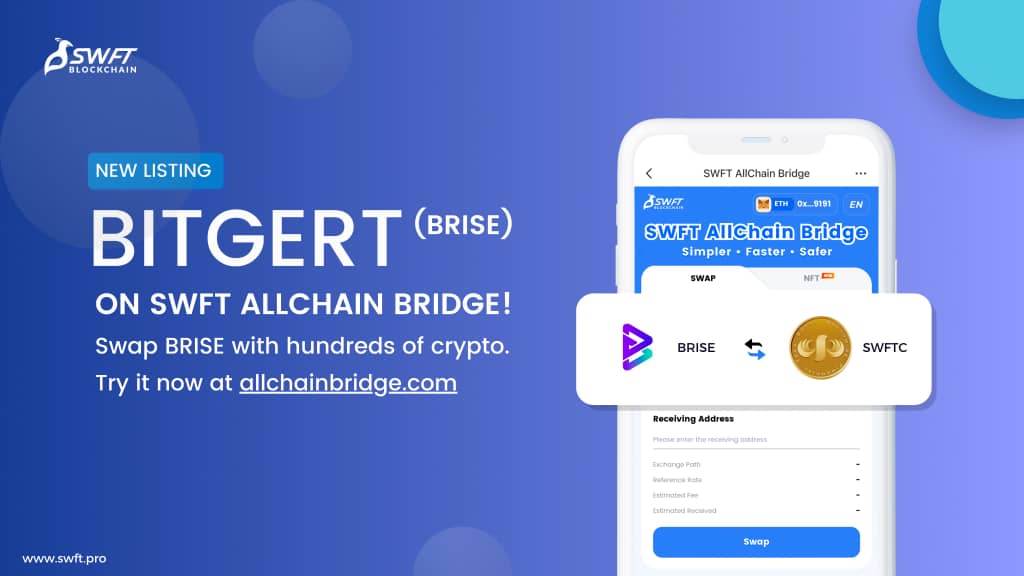 SWFT
BLOCKCHAIN
NEW LISTING
BITGERT (BRISE)
ON SWFT ALLCHAIN BRIDGE!
Swap BRISE with hundreds of crypto.
Try it now at allchainbridge.com
www.swft.pro
SWFT AllChain Bridge
SWFT
BLOCKCHAIN
ETH 0x...9191 EN
SWFT AllChain Bridge
Simpler • Faster • Safer
SWAP NFT
BRISE SWFTC
Receiving Address
Please enter the receiving address
Exchange Path -
Reference Rate -
Estimated Fee -
Estimated Received -
Swap